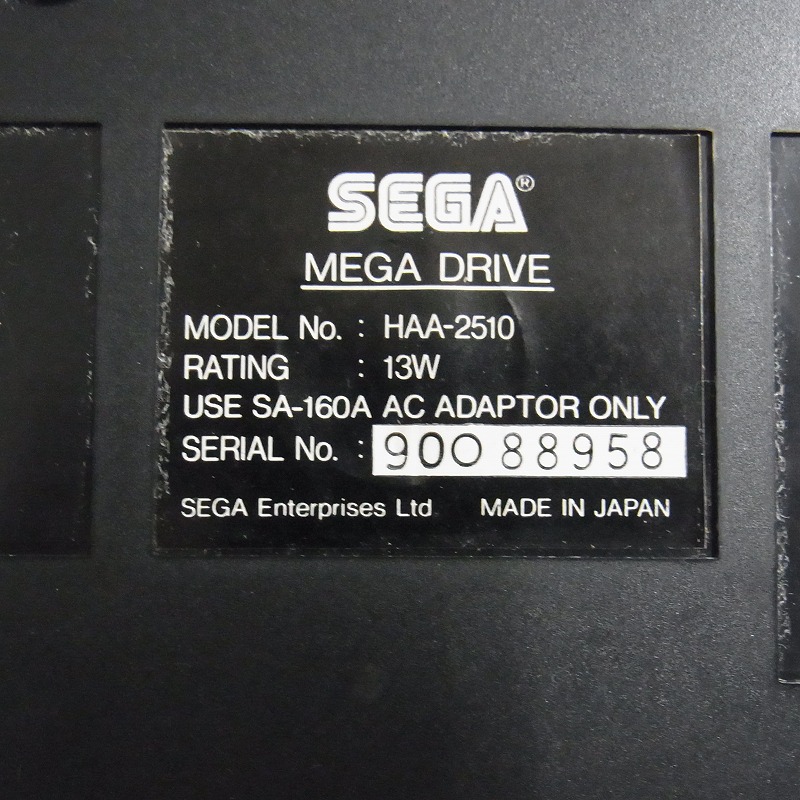 SEGA®
MEGA DRIVE
MODEL No. : HAA-2510
RATING : 13W
USE SA-160A AC ADAPTOR ONLY
SERIAL No. : 90088958
SEGA Enterprises Ltd MADE IN JAPAN